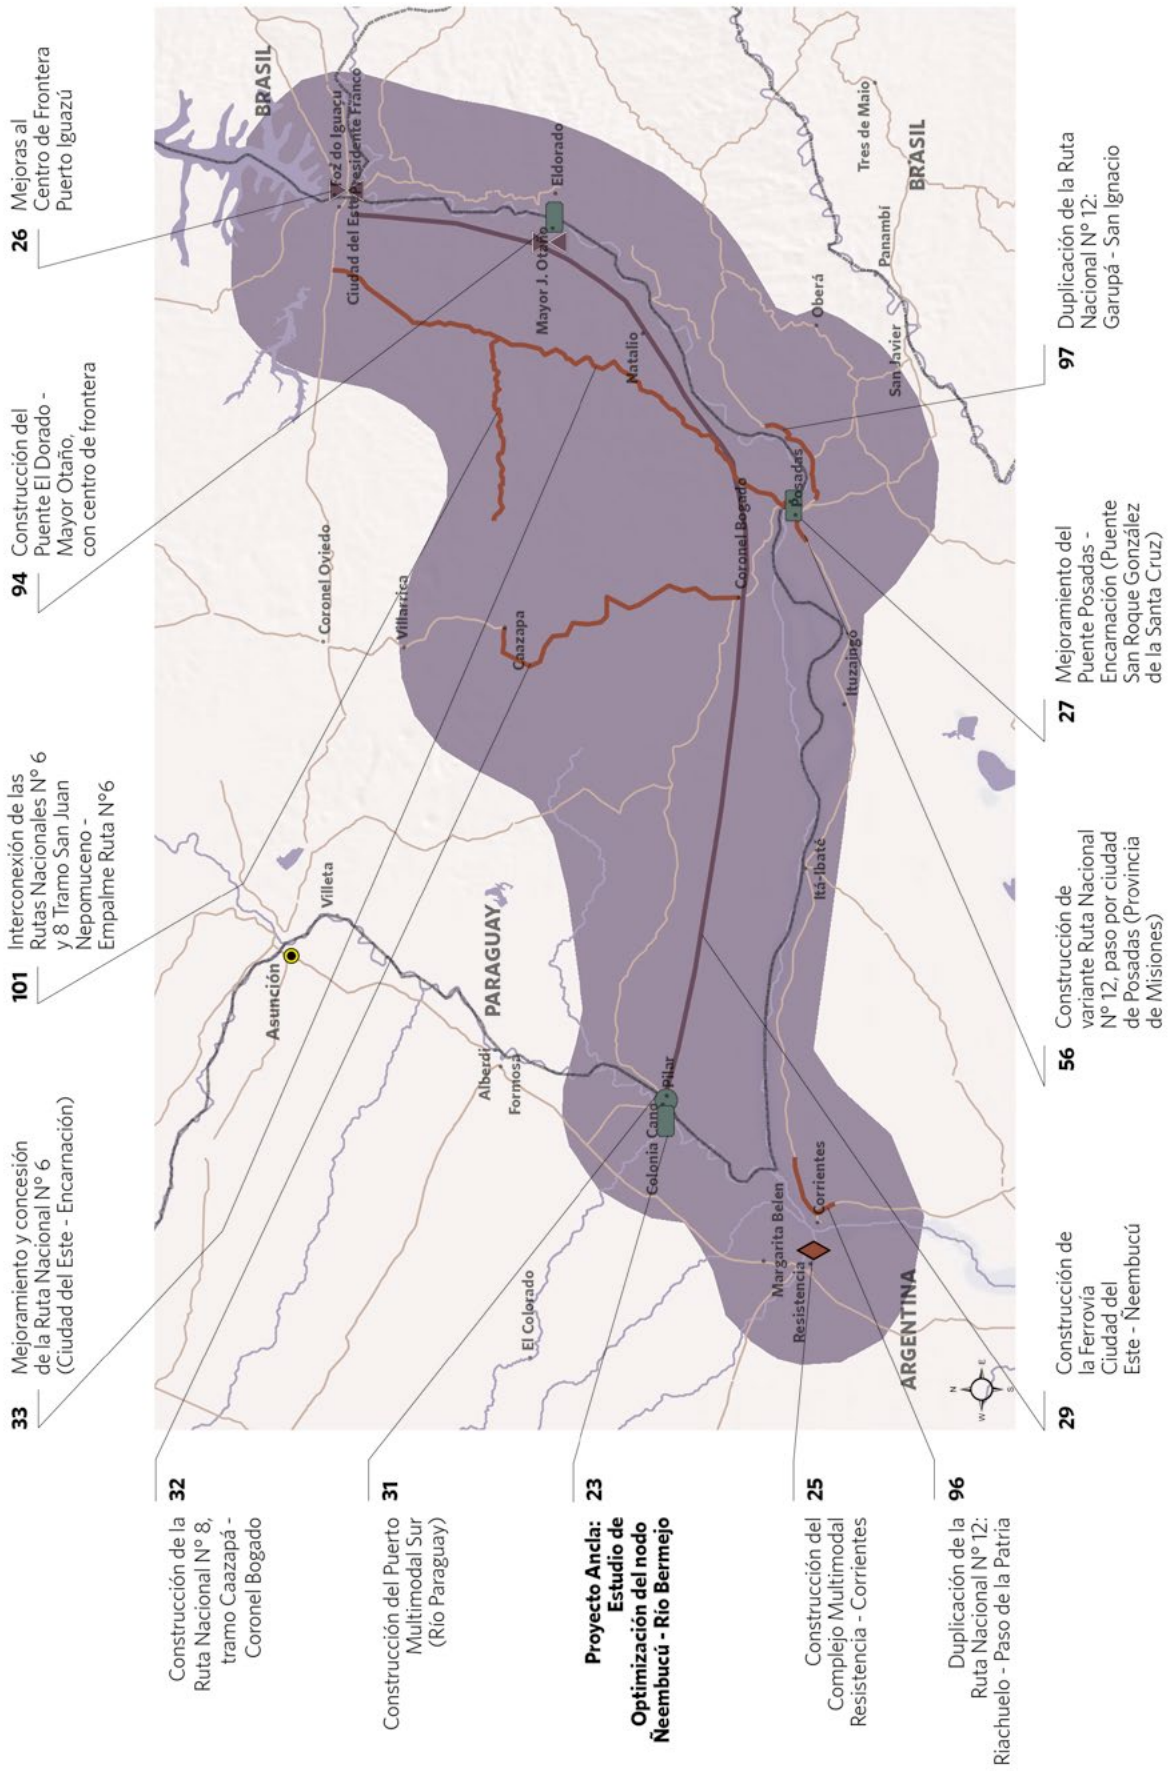 33
Mejoramiento y concesión
de la Ruta Nacional N° 6
(Ciudad del Este - Encarnación)
101
Interconexión de las
Rutas Nacionales N° 6
y 8 Tramo San Juan
Nepomuceno -
Empalme Ruta N°6
94
Construcción del
Puente El Dorado -
Mayor Otaño,
con centro de frontera
26
Mejoras al
Centro de Frontera
Puerto Iguazú
32
Construcción de la
Ruta Nacional N° 8,
tramo Caazapá -
Coronel Bogado
31
Construcción del Puerto
Multimodal Sur
(Río Paraguay)
23
Proyecto Ancla:
Estudio de
Optimización del nodo
Ñeembucú - Río Bermejo
25
Construcción del
Complejo Multimodal
Resistencia - Corrientes
96
Duplicación de la
Ruta Nacional N° 12:
Riachuelo - Paso de la Patria
BRASIL
Foz do Iguaçu
Presidente Franco
Ciudad del Este
Coronel Oviedo
Asunción
Villeta
Villarrica
Eldorado
Mayor J. Otaño
Caazapa
PARAGUAY
Alberdi
Formosa
El Colorado
Natalio
Tres de Maio
BRASIL
Panambí
Oberá
San Javier
Posadas
Coronel Bogado
Pilar
Colonia Cano
Ituzaingó
Itá-Ibaté
Margarita Belen
Corrientes
Resistencia
ARGENTINA
N
W
E
S
29
Construcción de
la Ferrovía
Ciudad del
Este - Ñeembucú
56
Construcción de
variante Ruta Nacional
N° 12, paso por ciudad
de Posadas (Provincia
de Misiones)
27
Mejoramiento del
Puente Posadas -
Encarnación (Puente
San Roque González
de la Santa Cruz)
97
Duplicación de la Ruta
Nacional N° 12:
Garupá - San Ignacio